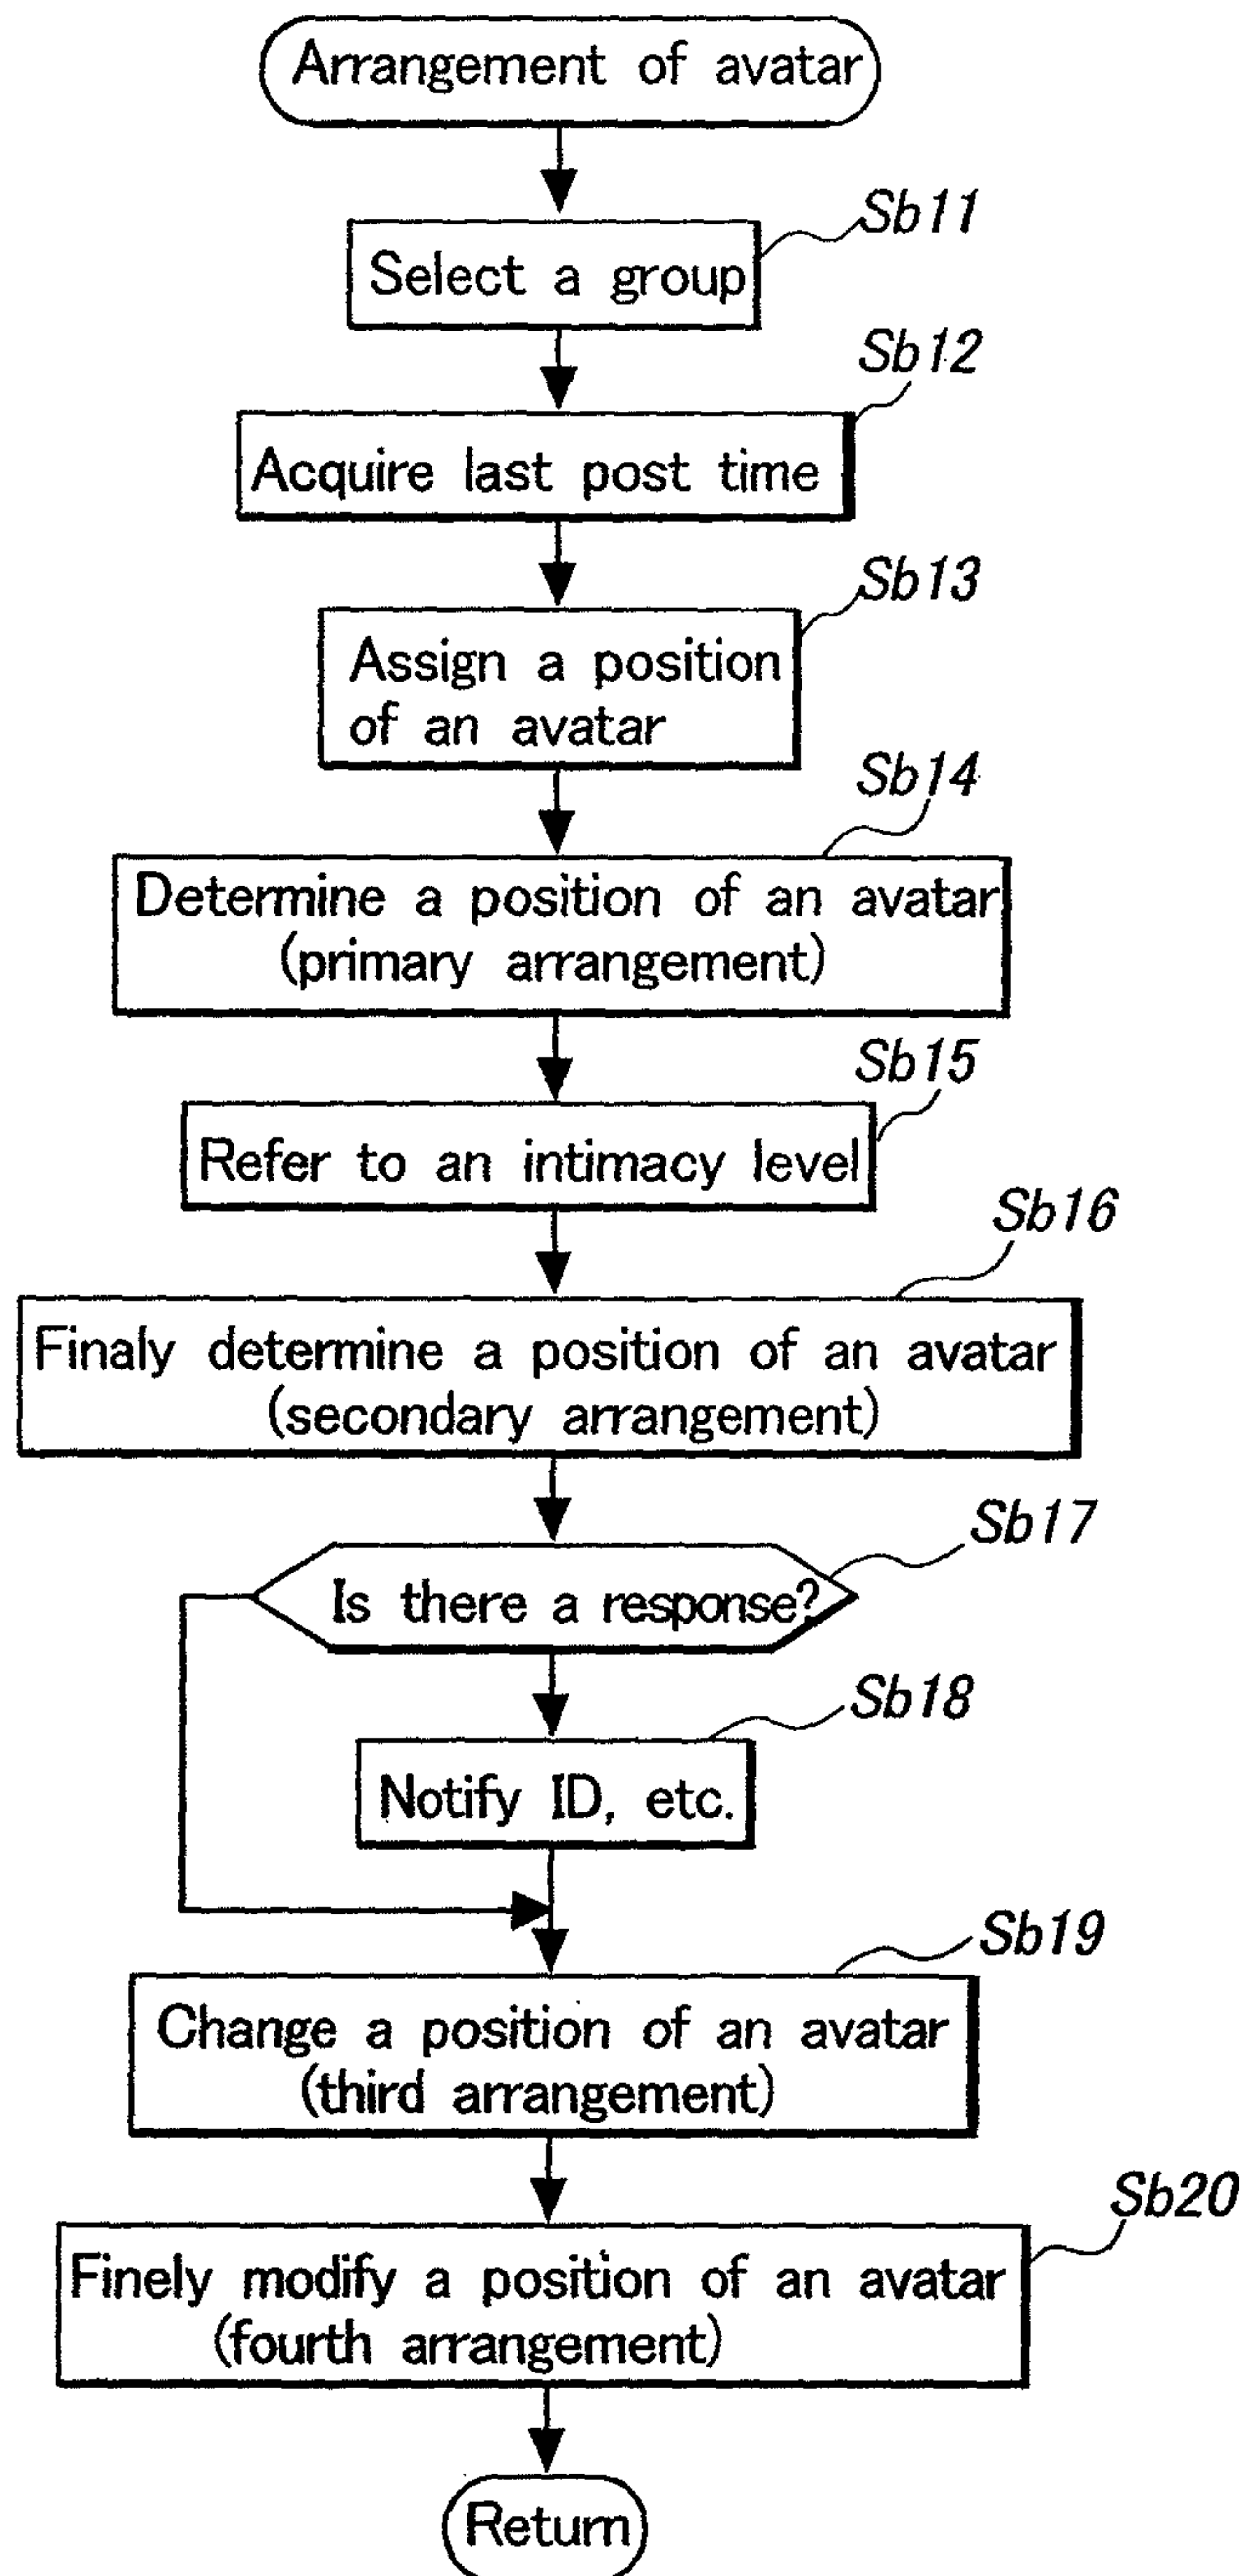 Arrangement of avatar
Sb11
Select a group
Sb12
Acquire last post time
Sb13
Assign a position
of an avatar
Sb14
Determine a position of an avatar
(primary arrangement)
Sb15
Refer to an intimacy level
Sb16
Finaly determine a position of an avatar
(secondary arrangement)
Sb17
Is there a response?
Sb18
Notify ID, etc.
Sb19
Change a position of an avatar
(third arrangement)
Sb20
Finely modify a position of an avatar
(fourth arrangement)
Return